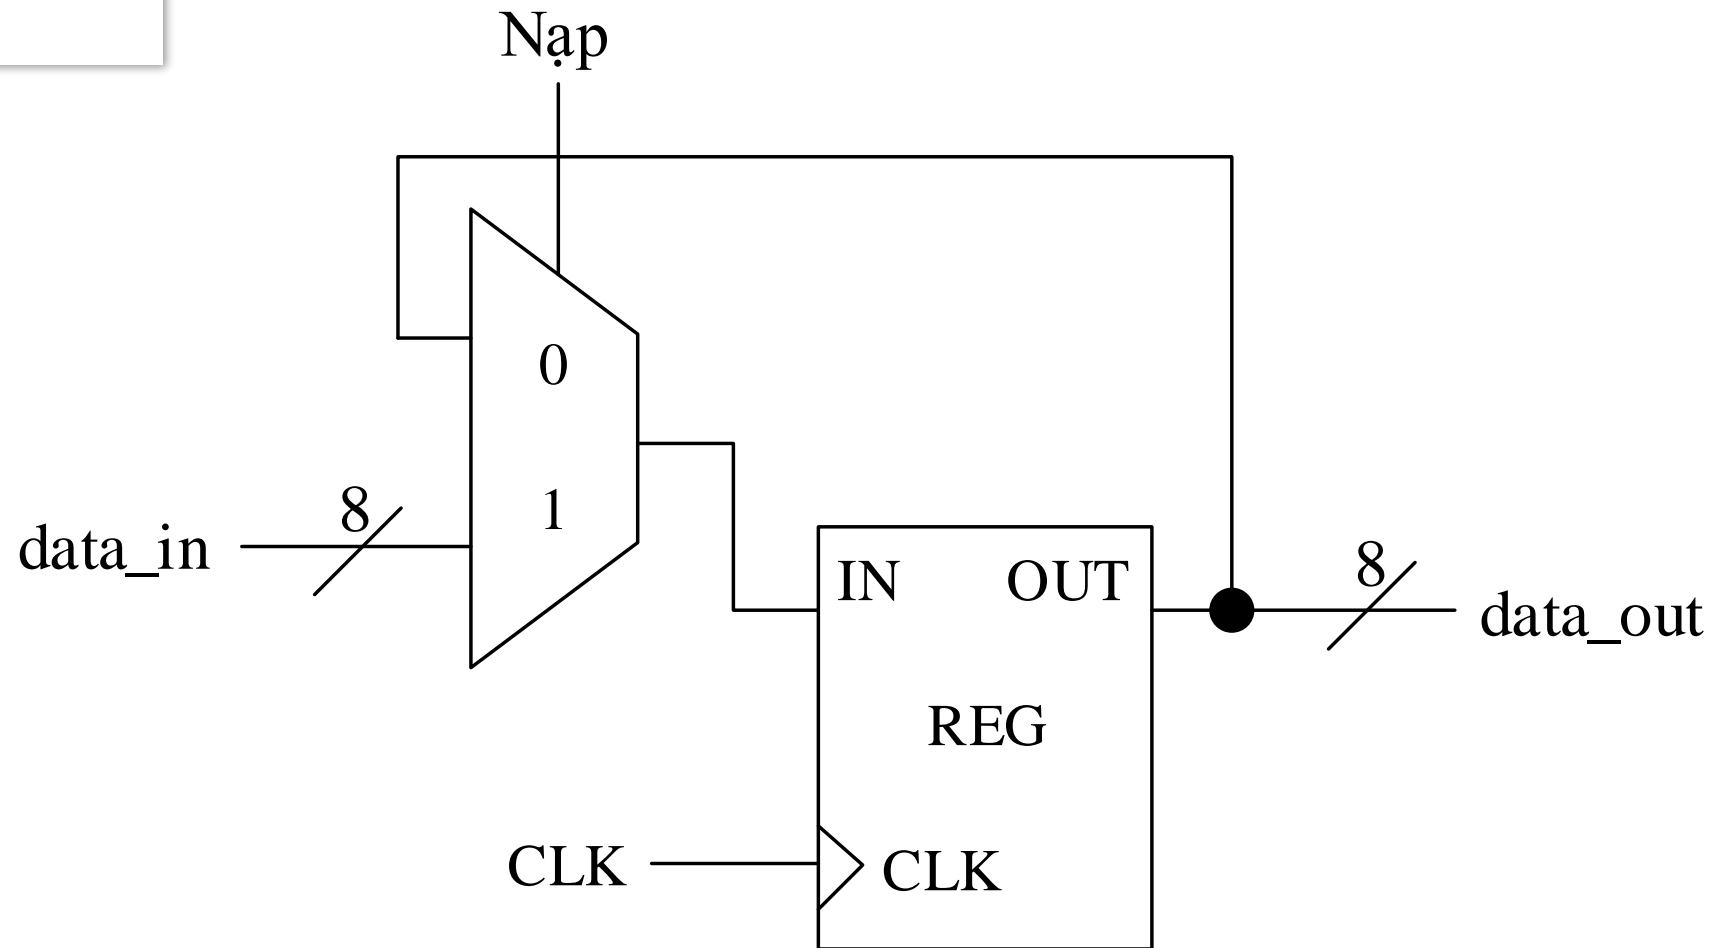 Nạp
0
8
1
data_in
IN OUT
8
data_out
REG
CLK
CLK